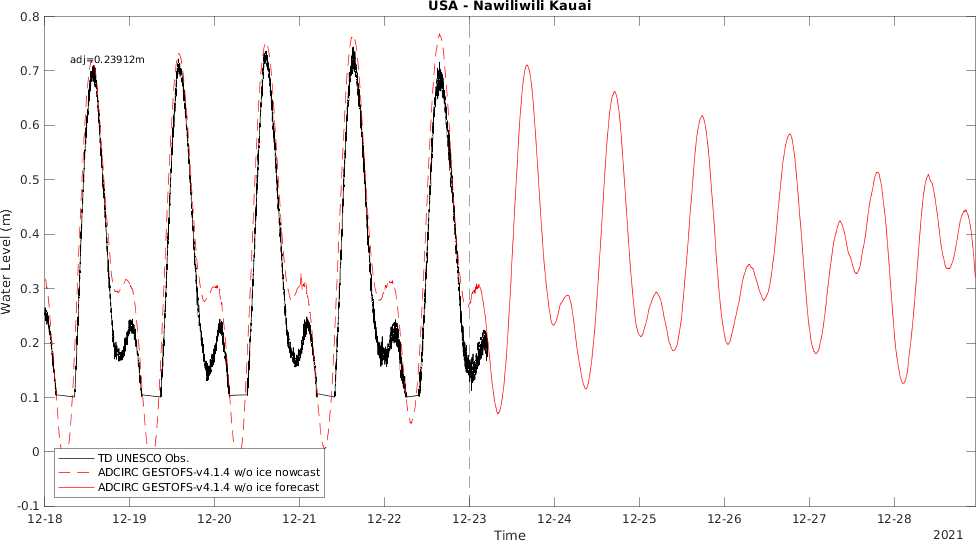 USA - Nawiliwili Kauai
adj=0.23912m
Water Level (m)
0.8
0.7
0.6
0.5
0.4
0.3
0.2
0.1
0
-0.1
TD UNESCO Obs.
ADCIRC GESTOFS-v4.1.4 w/o ice nowcast
ADCIRC GESTOFS-v4.1.4 w/o ice forecast
12-18 12-19 12-20 12-21 12-22 12-23 12-24 12-25 12-26 12-27 12-28
Time
2021